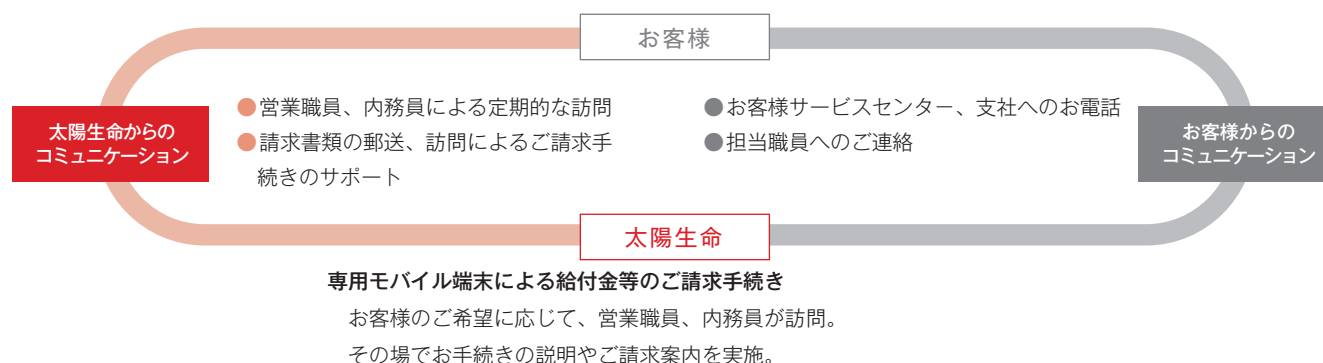 お客様
太陽生命からの
コミュニケーション
●営業職員、内務員による定期的な訪問
●請求書類の郵送、訪問によるご請求手
続きのサポート
●お客様サービスセンター、支社へのお電話
●担当職員へのご連絡
お客様からの
コミュニケーション
太陽生命
専用モバイル端末による給付金等のご請求手続き
お客様のご希望に応じて、営業職員、内務員が訪問。
その場でお手続きの説明やご請求案内を実施。